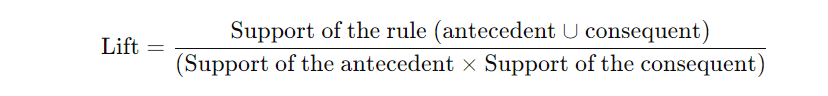 Lift = Support of the rule (antecedent ∪ consequent)
(Support of the antecedent × Support of the consequent)